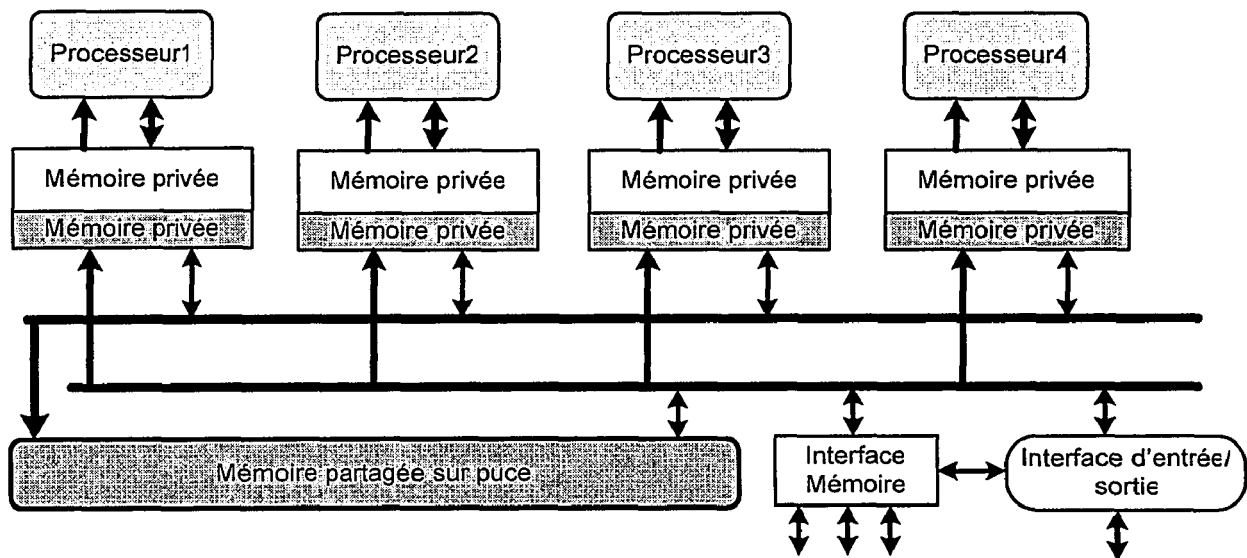 Processeur1
Processeur2
Processeur3
Processeur4
Mémoire privée
Mémoire privée
Mémoire privée
Mémoire privée
Mémoire privée
Mémoire privée
Mémoire privée
Mémoire privée
Mémoire partagée sur puce
Interface
Mémoire
Interface d'entrée/
sortie